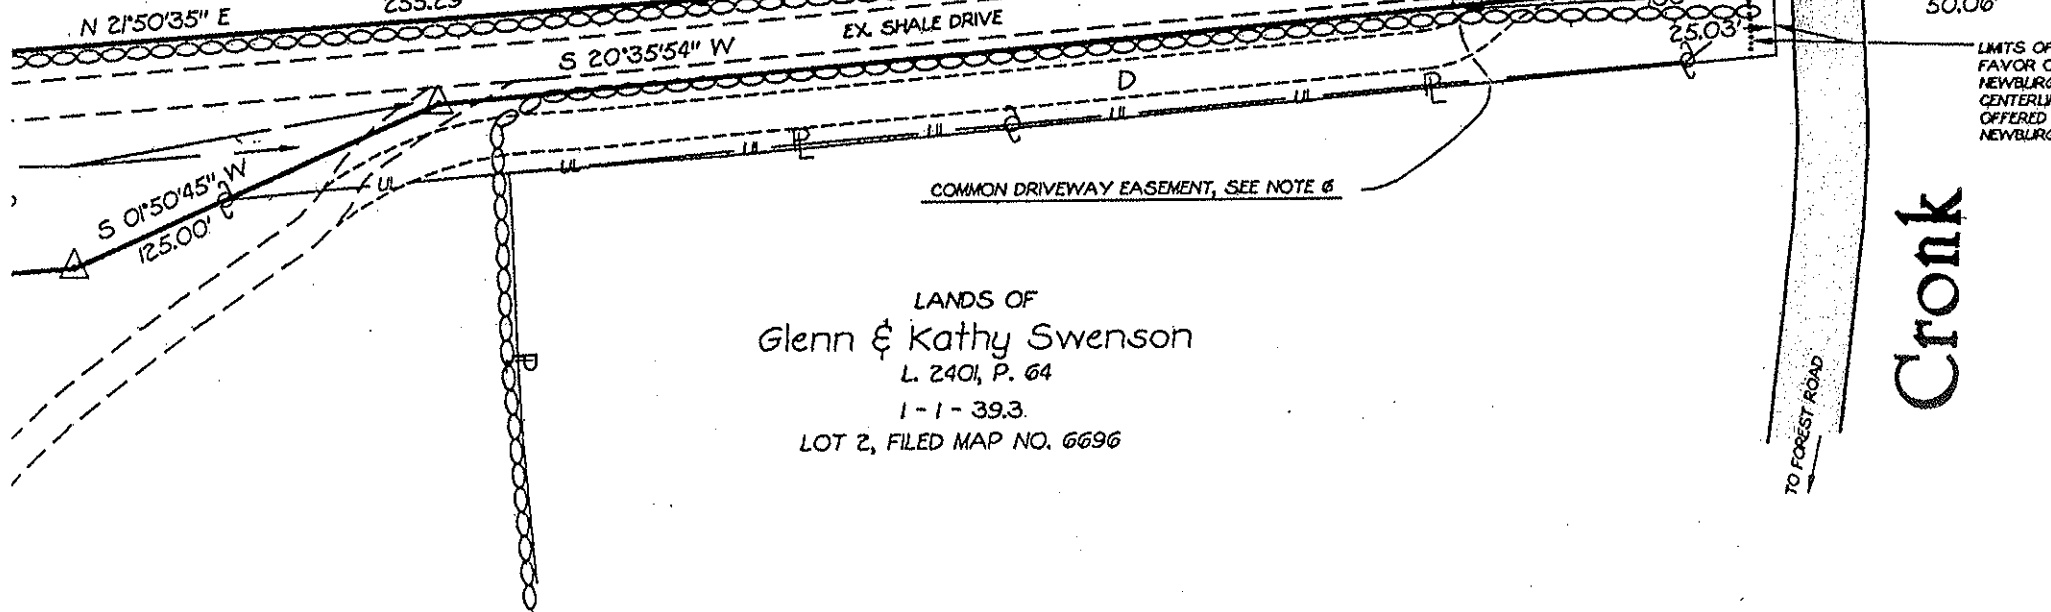 N 21°50'35" E
EX. SHALE DRIVE
S 20°35'54" W
D
50.06'
25.03'
LIMITS OF
FAVOR
CENTERLI
OFFERED
S 01°50'45" W
125.00'
COMMON DRIVEWAY EASEMENT, SEE NOTE 6
LANDS OF
Glenn & Kathy Swenson
L. 2401, P. 64
1 - 1 - 39.3
LOT 2, FILED MAP NO. 6696
TO FOREST ROAD
Cronk